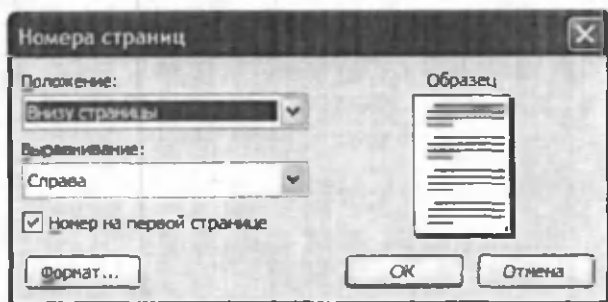 Номера страниц
Положение:
Внизу страницы
Выравнивание:
Справа
Номер на первой странице
Формат...
Образец
ОК
Отмена